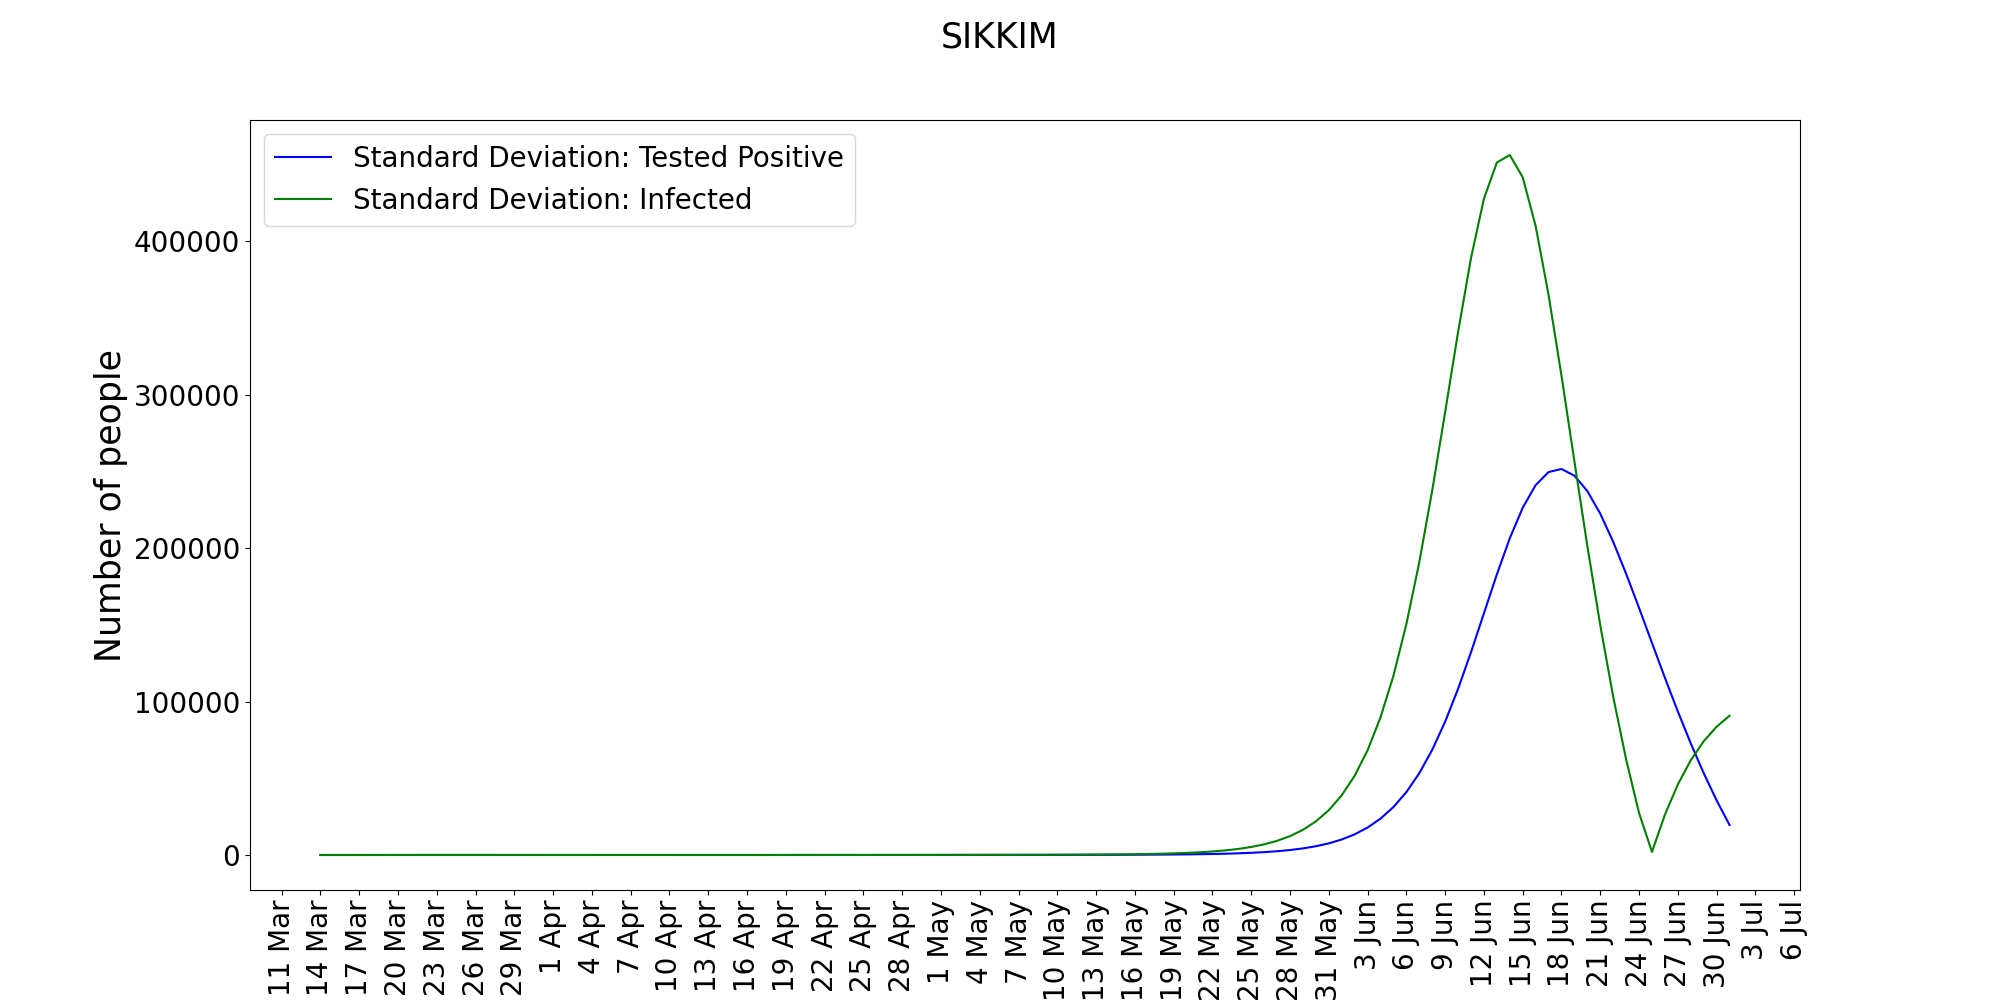 SIKKIM
Standard Deviation: Tested Positive
Standard Deviation: Infected
Number of people
400000
300000
200000
100000
0
11 Mar
14 Mar
17 Mar
20 Mar
23 Mar
26 Mar
29 Mar
1 Apr
4 Apr
7 Apr
10 Apr
13 Apr
16 Apr
19 Apr
22 Apr
25 Apr
28 Apr
1 May
4 May
7 May
10 May
13 May
16 May
19 May
22 May
25 May
28 May
31 May
3 Jun
6 Jun
9 Jun
12 Jun
15 Jun
18 Jun
21 Jun
24 Jun
27 Jun
30 Jun
3 Jul
6 Jul